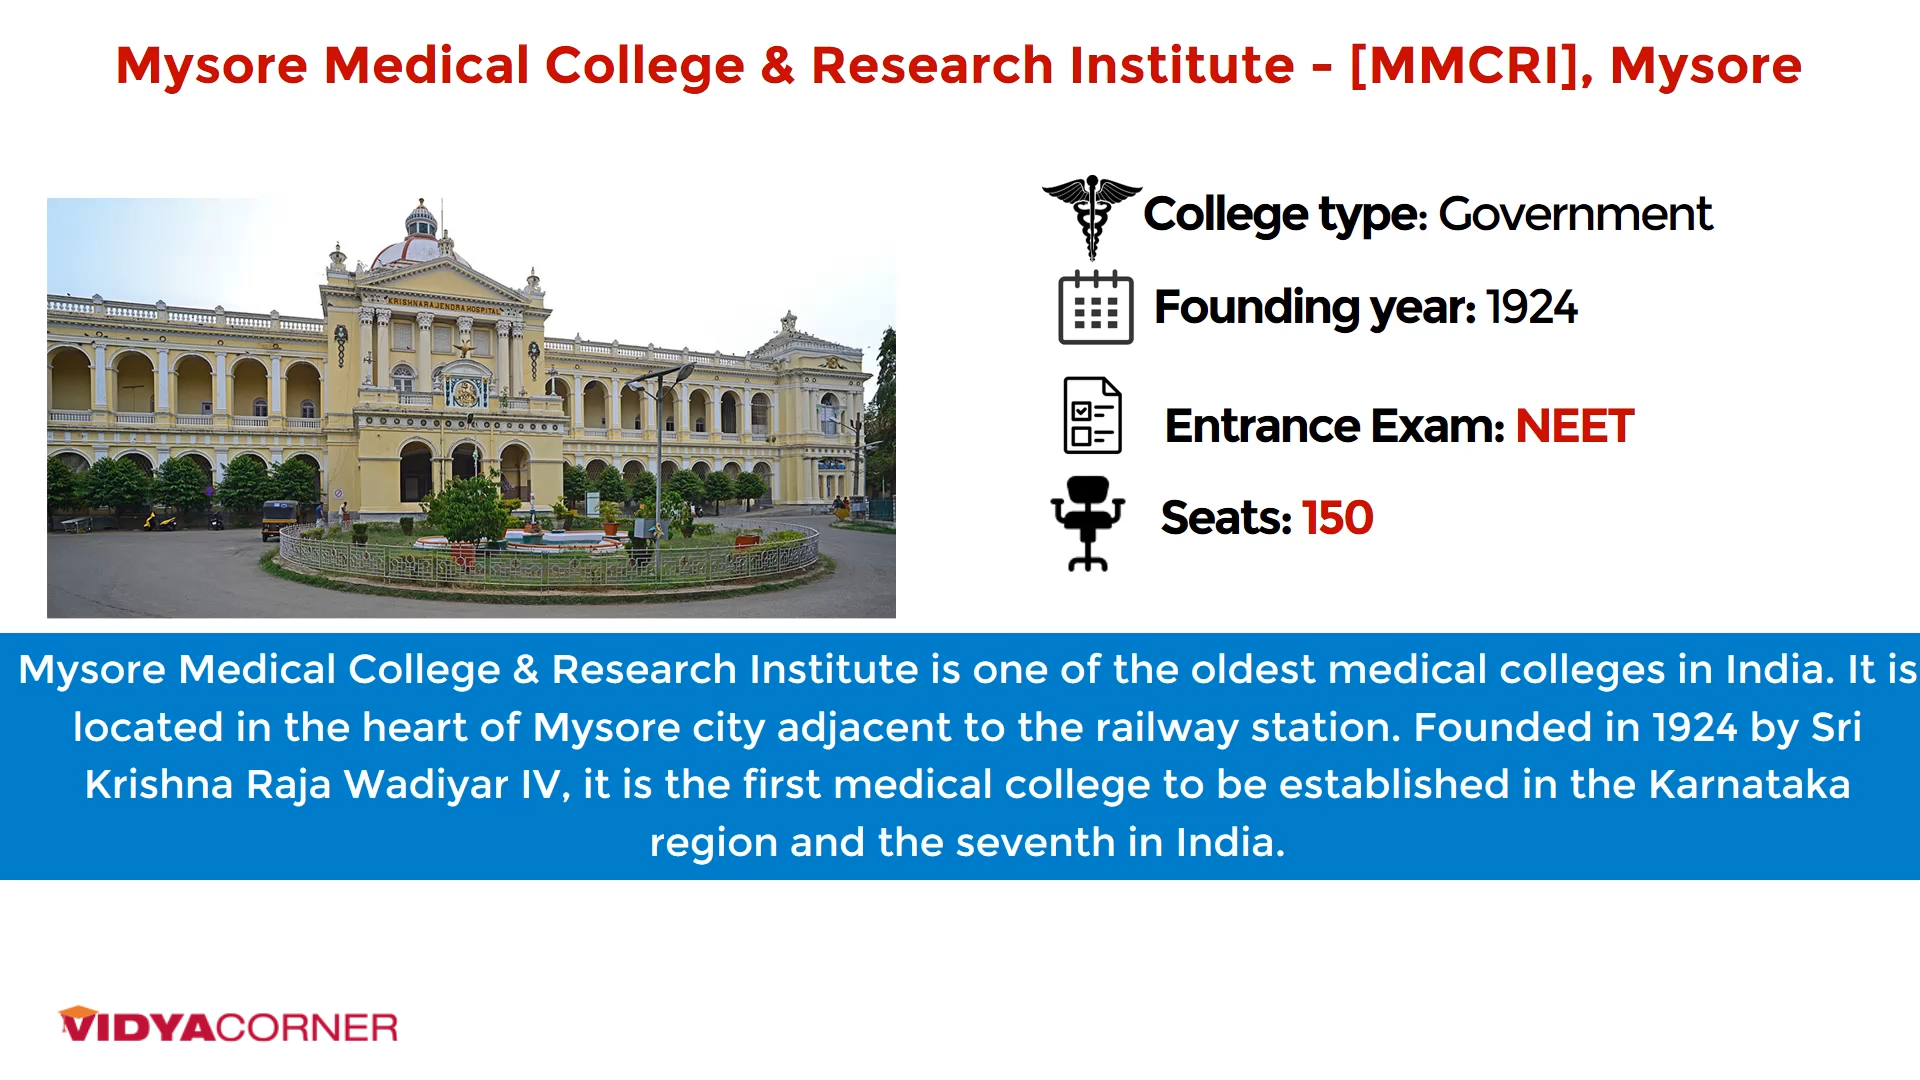 Mysore Medical College & Research Institute - [MMCRI], Mysore
KRISHNARAJENDRA HOSPITAL
College type: Government
Founding year: 1924
Entrance Exam: NEET
Seats: 150
Mysore Medical College & Research Institute is one of the oldest medical colleges in India. It is
located in the heart of Mysore city adjacent to the railway station. Founded in 1924 by Sri
Krishna Raja Wadiyar IV, it is the first medical college to be established in the Karnataka
region and the seventh in India.
VIDYACORNER